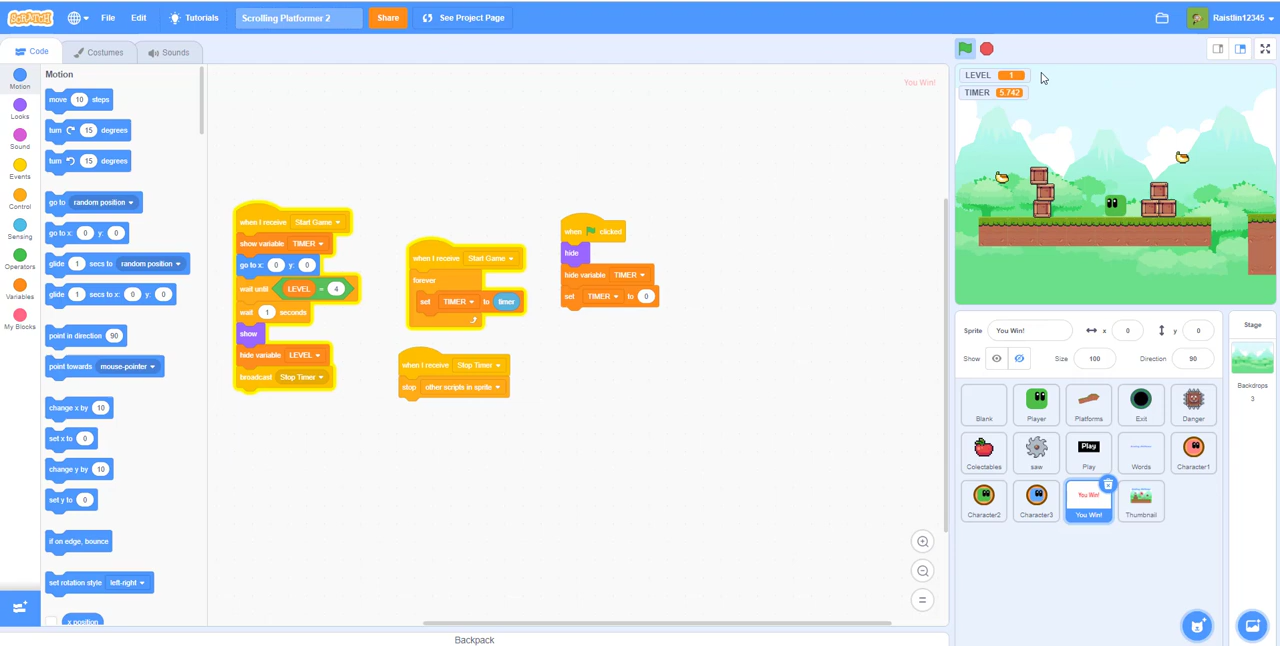 SCRATCH File Edit Tutorials Scrolling Platformer 2 Share See Project Page Raistlin12345
Code Costumes Sounds
Motion
Looks
Sound
Events
Control
Sensing
Operators
Variables
My Blocks
Motion
move 10 steps
turn 15 degrees
turn 15 degrees
go to random position
go to x: 0 y: 0
glide 1 secs to random position
glide 1 secs to x: 0 y: 0
point in direction 90
point towards mouse-pointer
change x by 10
set x to 0
change y by 10
set y to 0
if on edge, bounce
set rotation style left-right
x position
You Win!
when I receive Start Game
show variable TIMER
go to x: 0 y: 0
wait until LEVEL = 4
wait 1 seconds
show
hide variable LEVEL
broadcast Stop Timer
when I receive Start Game
forever
set TIMER to timer
when I receive Stop Timer
stop other scripts in sprite
when clicked
hide
hide variable TIMER
set TIMER to 0
Backpack
LEVEL 1
TIMER 5.742
Sprite You Win! x 0 y 0
Show Size 100 Direction 90
Blank Player Platforms Exit Danger
Colectables saw Play Play Words Character1
Character2 Character3 You Win! You Win! Thumbnail
Stage
Backdrops
3